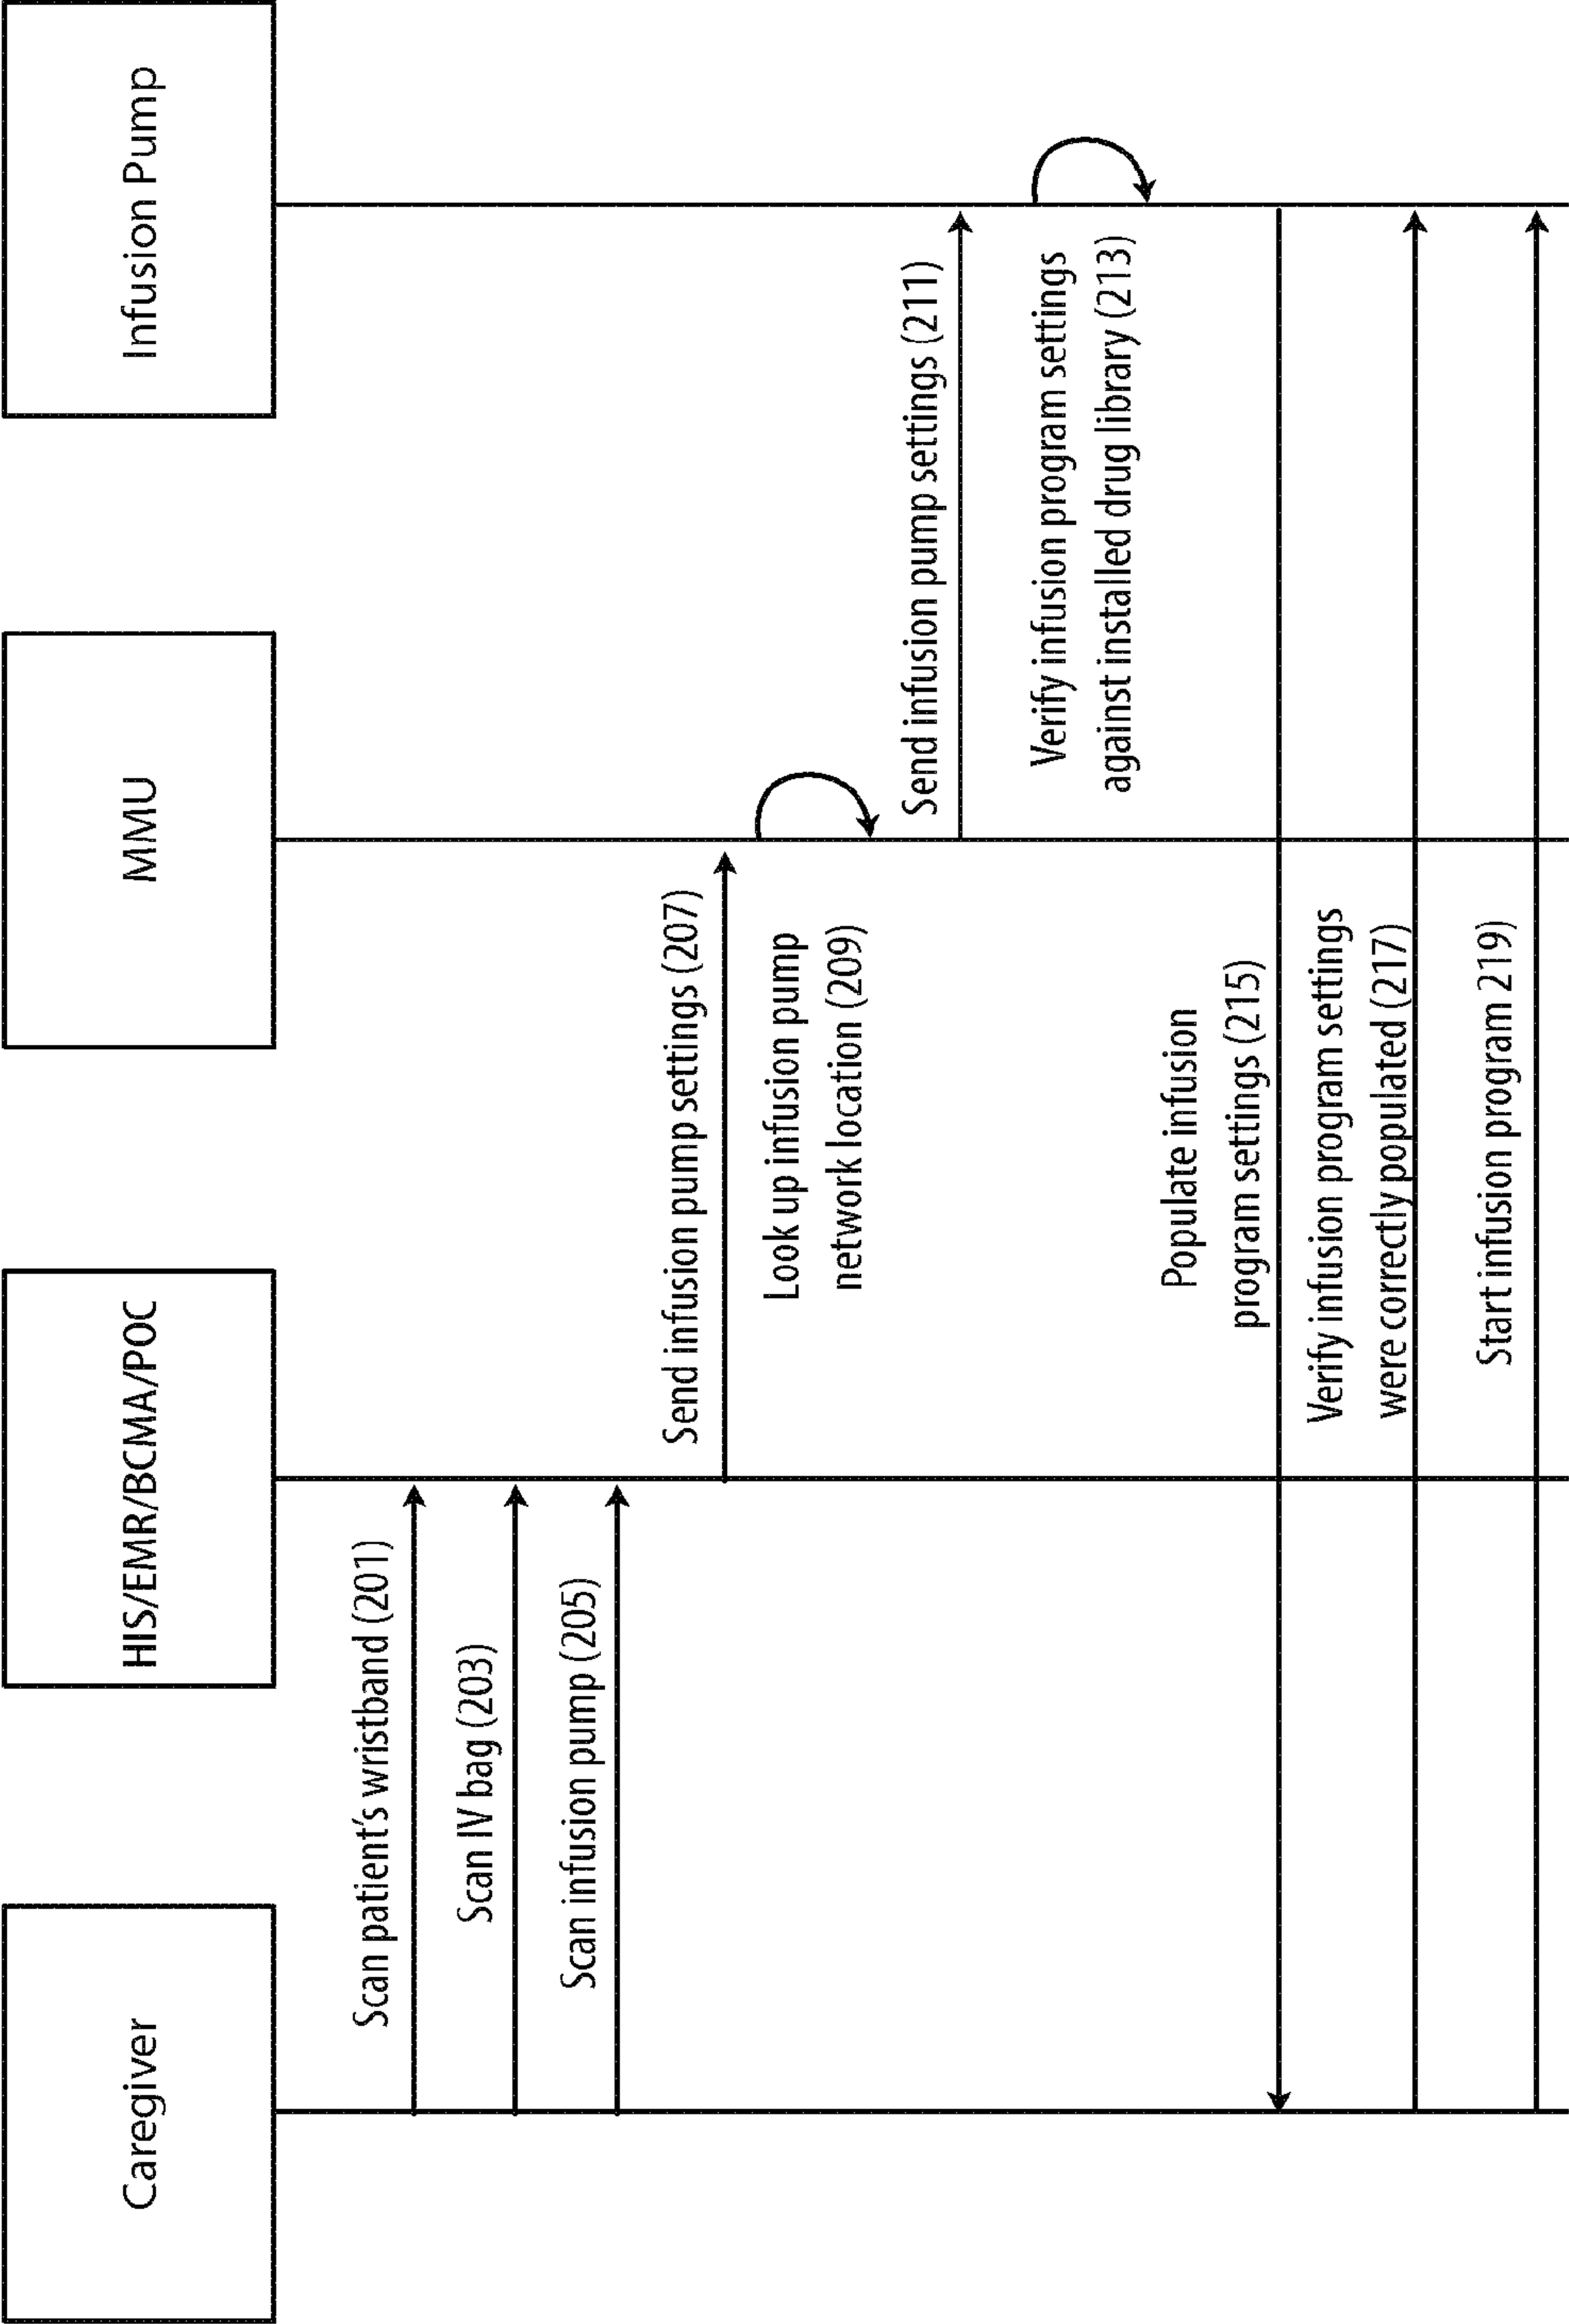 Caregiver
HIS/EMR/BCMA/POC
MMU
Infusion Pump
Scan patient's wristband (201)
Scan IV bag (203)
Scan infusion pump (205)
Send infusion pump settings (207)
Look up infusion pump
network location (209)
Send infusion pump settings (211)
Verify infusion program settings
against installed drug library (213)
Populate infusion
program settings (215)
Verify infusion program settings
were correctly populated (217)
Start infusion program 219)